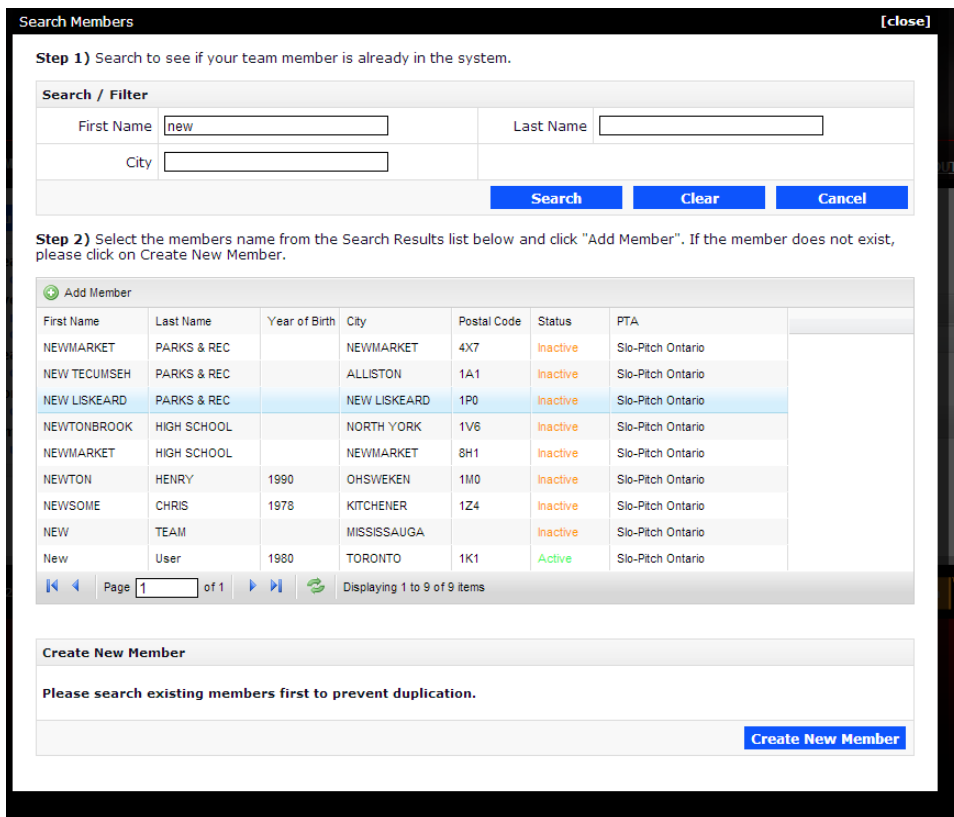 Search Members [close]
Step 1) Search to see if your team member is already in the system.
Search / Filter
First Name new Last Name
City
Search Clear Cancel
Step 2) Select the members name from the Search Results list below and click "Add Member". If the member does not exist,
please click on Create New Member.
Add Member
First Name Last Name Year of Birth City Postal Code Status PTA
NEWMARKET PARKS & REC NEWMARKET 4X7 Inactive Slo-Pitch Ontario
NEW TECUMSEH PARKS & REC ALLISTON 1A1 Inactive Slo-Pitch Ontario
NEW LISKEARD PARKS & REC NEW LISKEARD 1P0 Inactive Slo-Pitch Ontario
NEWTONBROOK HIGH SCHOOL NORTH YORK 1V6 Inactive Slo-Pitch Ontario
NEWMARKET HIGH SCHOOL NEWMARKET 8H1 Inactive Slo-Pitch Ontario
NEWTON HENRY 1990 OHSWEKEN 1M0 Inactive Slo-Pitch Ontario
NEWSOME CHRIS 1978 KITCHENER 1Z4 Inactive Slo-Pitch Ontario
NEW TEAM MISSISSAUGA Inactive Slo-Pitch Ontario
New User 1980 TORONTO 1K1 Active Slo-Pitch Ontario
Page 1 of 1 Displaying 1 to 9 of 9 items
Create New Member
Please search existing members first to prevent duplication.
Create New Member